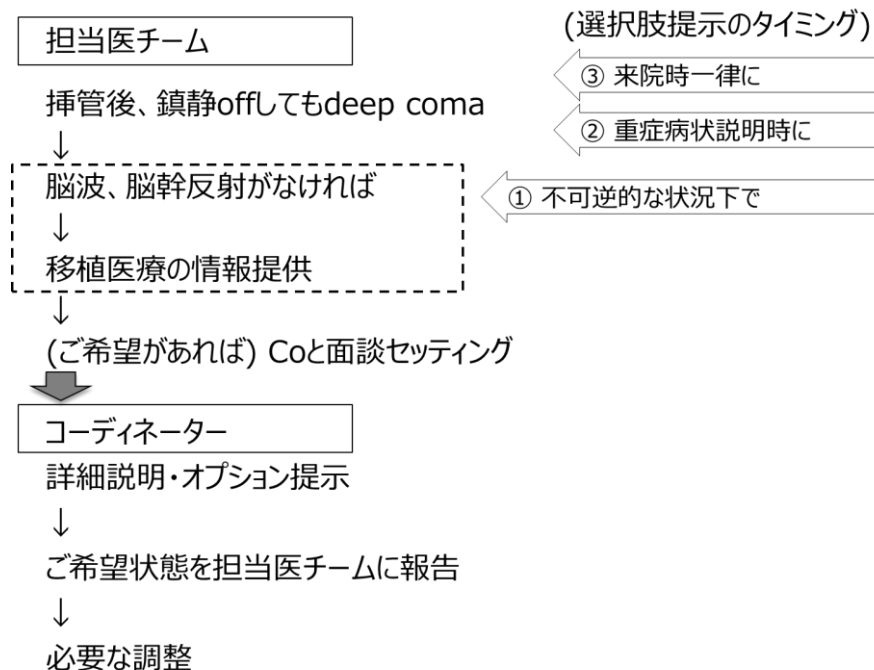 担当医チーム
(選択肢提示のタイミング)
③ 来院時一律に
挿管後、鎮静offしてもdeep coma
② 重症病状説明時に
↓
脳波、脳幹反射がなければ
① 不可逆的な状況下で
↓
移植医療の情報提供
↓
(ご希望があれば) Coと面談セッティング
コーディネーター
詳細説明・オプション提示
↓
ご希望状態を担当医チームに報告
↓
必要な調整